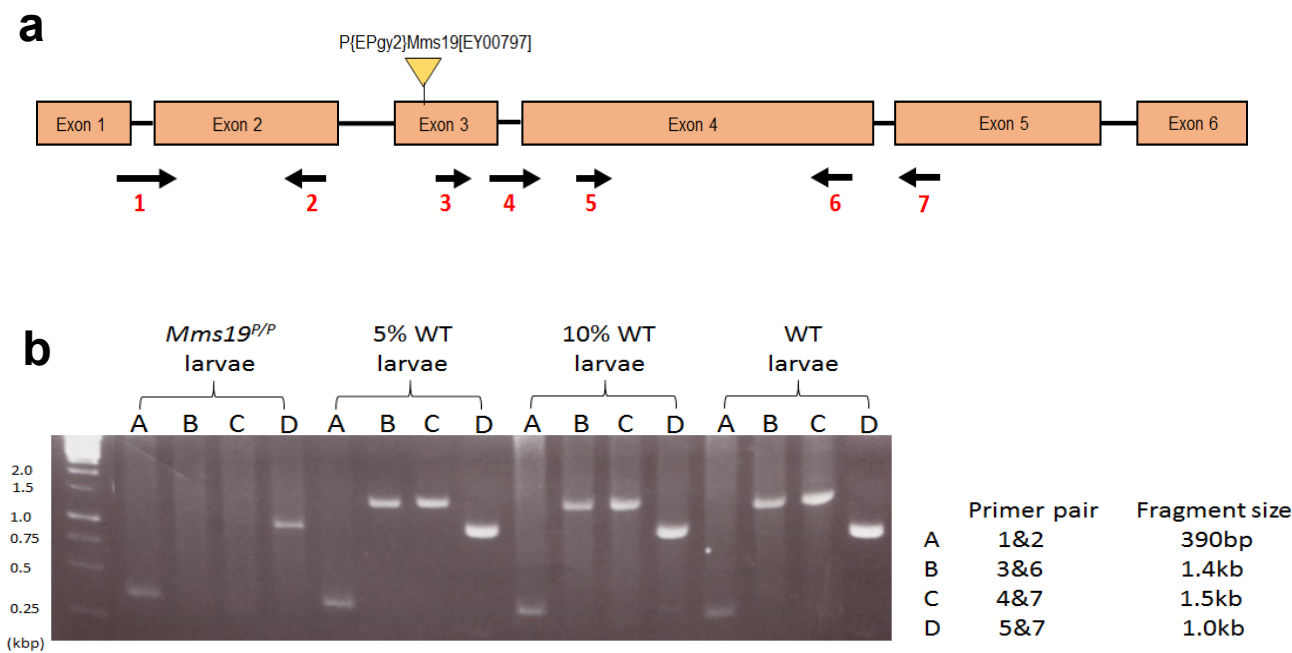 a
P{EPgy2}Mms19[EY00797]
Exon 1 Exon 2 Exon 3 Exon 4 Exon 5 Exon 6
1 2 3 4 5 6 7
b
Mms19P/P larvae
5% WT larvae
10% WT larvae
WT larvae
A B C D A B C D A B C D A B C D
2.0
1.5
1.0
0.75
0.5
0.25
(kbp)
Primer pair Fragment size
A 1&2 390bp
B 3&6 1.4kb
C 4&7 1.5kb
D 5&7 1.0kb